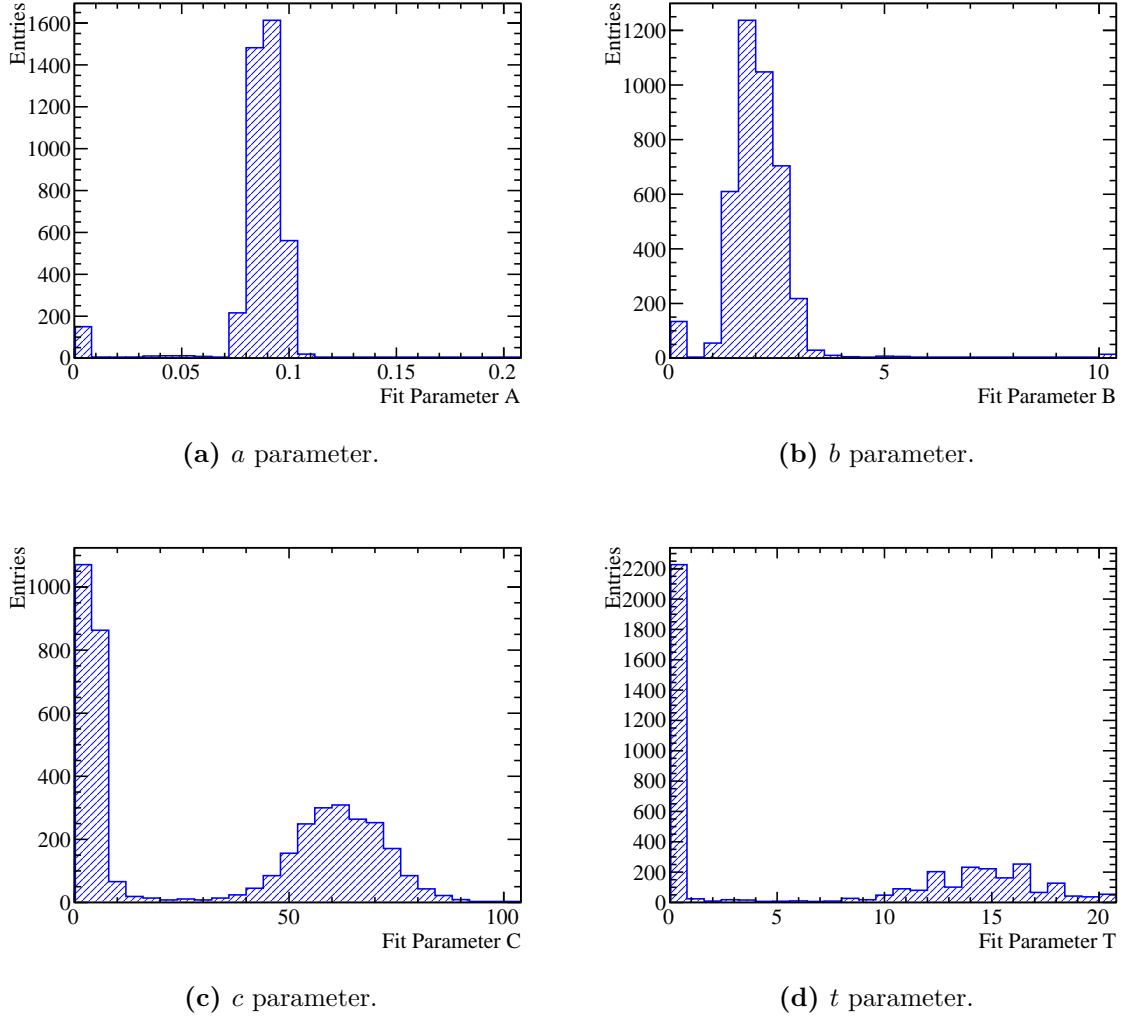 Entries
1600
1400
1200
1000
800
600
400
200
0
0 0.05 0.1 0.15 0.2
Fit Parameter A
(a) a parameter.
Entries
1200
1000
800
600
400
200
0
0 5 10
Fit Parameter B
(b) b parameter.
Entries
1000
800
600
400
200
0
0 50 100
Fit Parameter C
(c) c parameter.
Entries
2200
2000
1800
1600
1400
1200
1000
800
600
400
200
0
0 5 10 15 20
Fit Parameter T
(d) t parameter.